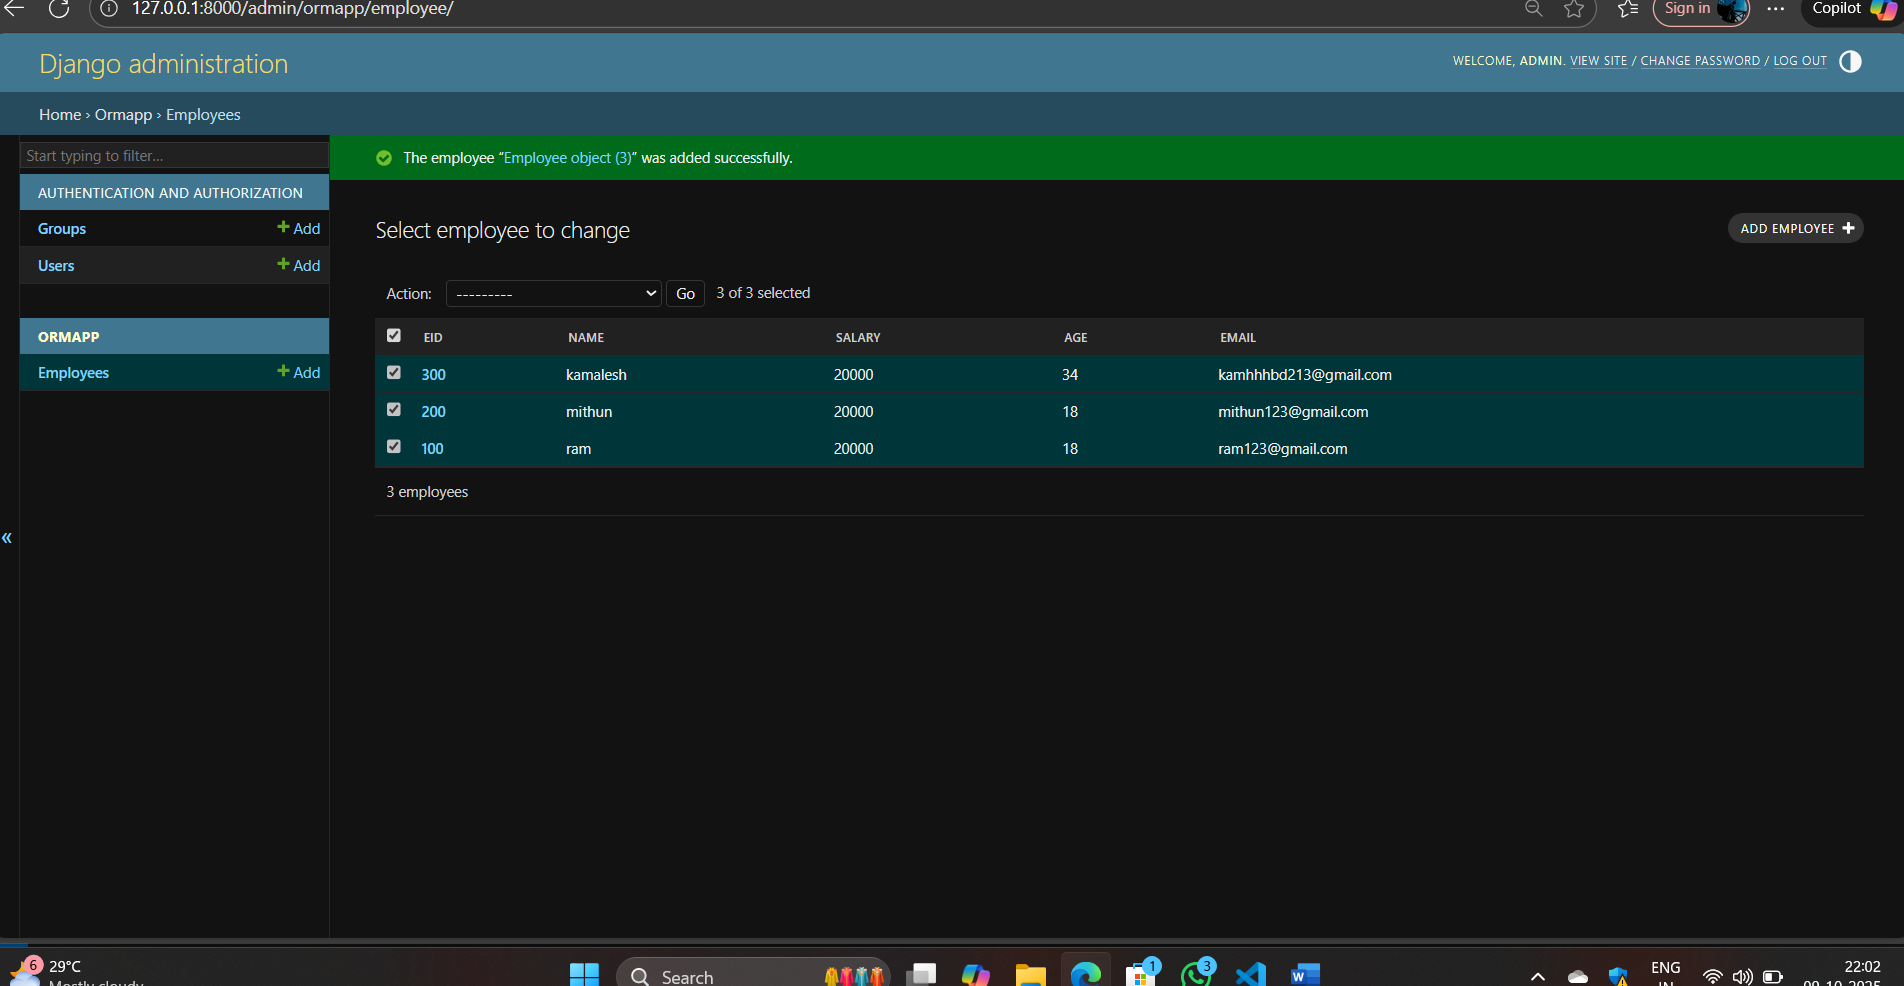 127.0.0.1:8000/admin/ormapp/employee/
Sign in
Copilot
Django administration
WELCOME, ADMIN. VIEW SITE / CHANGE PASSWORD / LOG OUT
Home › Ormapp › Employees
Start typing to filter...
The employee “Employee object (3)” was added successfully.
AUTHENTICATION AND AUTHORIZATION
Groups + Add
Users + Add
ORMAPP
Employees + Add
«
Select employee to change
ADD EMPLOYEE +
Action: --------- Go 3 of 3 selected
EID NAME SALARY AGE EMAIL
300 kamalesh 20000 34 kamhhhbd213@gmail.com
200 mithun 20000 18 mithun123@gmail.com
100 ram 20000 18 ram123@gmail.com
3 employees
6
29°C
Mostly cloudy
Search
1
3
ENG
IN
22:02
09-10-2025